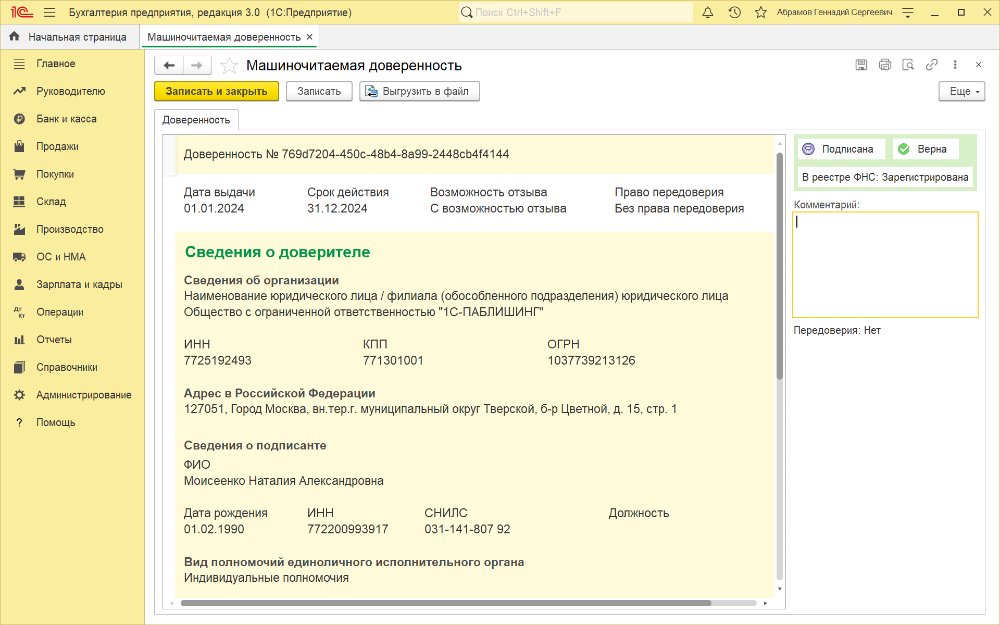 1С Бухгалтерия предприятия, редакция 3.0 (1С:Предприятие)
Поиск Ctrl+Shift+F
Абрамов Геннадий Сергеевич
Начальная страница
Машиночитаемая доверенность
Главное
Руководителю
Банк и касса
Продажи
Покупки
Склад
Производство
ОС и НМА
Зарплата и кадры
Дт Кт Операции
Отчеты
Справочники
Администрирование
? Помощь
Машиночитаемая доверенность
Записать и закрыть
Записать
Выгрузить в файл
Еще
Доверенность
Доверенность № 769d7204-450c-48b4-8a99-2448cb4f4144
Дата выдачи Срок действия Возможность отзыва Право передоверия
01.01.2024 31.12.2024 С возможностью отзыва Без права передоверия
Сведения о доверителе
Сведения об организации
Наименование юридического лица / филиала (обособленного подразделения) юридического лица
Общество с ограниченной ответственностью "1С-ПАБЛИШИНГ"
ИНН КПП ОГРН
7725192493 771301001 1037739213126
Адрес в Российской Федерации
127051, Город Москва, вн.тер.г. муниципальный округ Тверской, б-р Цветной, д. 15, стр. 1
Сведения о подписанте
ФИО
Моисеенко Наталия Александровна
Дата рождения ИНН СНИЛС Должность
01.02.1990 772200993917 031-141-807 92
Вид полномочий единоличного исполнительного органа
Индивидуальные полномочия
Подписана
Верна
В реестре ФНС: Зарегистрирована
Комментарий:
Передоверия: Нет